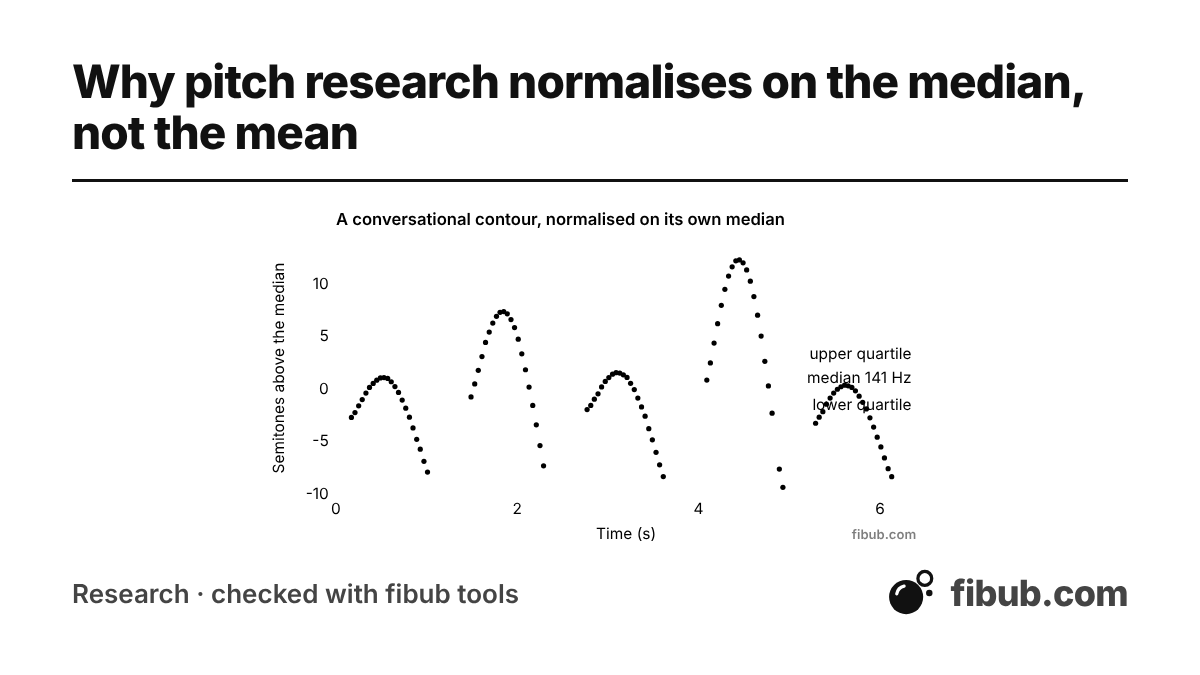 Why pitch research normalises on the median,
not the mean
A conversational contour, normalised on its own median
Semitones above the median
10
5
0
-5
-10
upper quartile
median 141 Hz
lower quartile
0 2 4 6
Time (s)
fibub.com
Research · checked with fibub tools
fibub.com